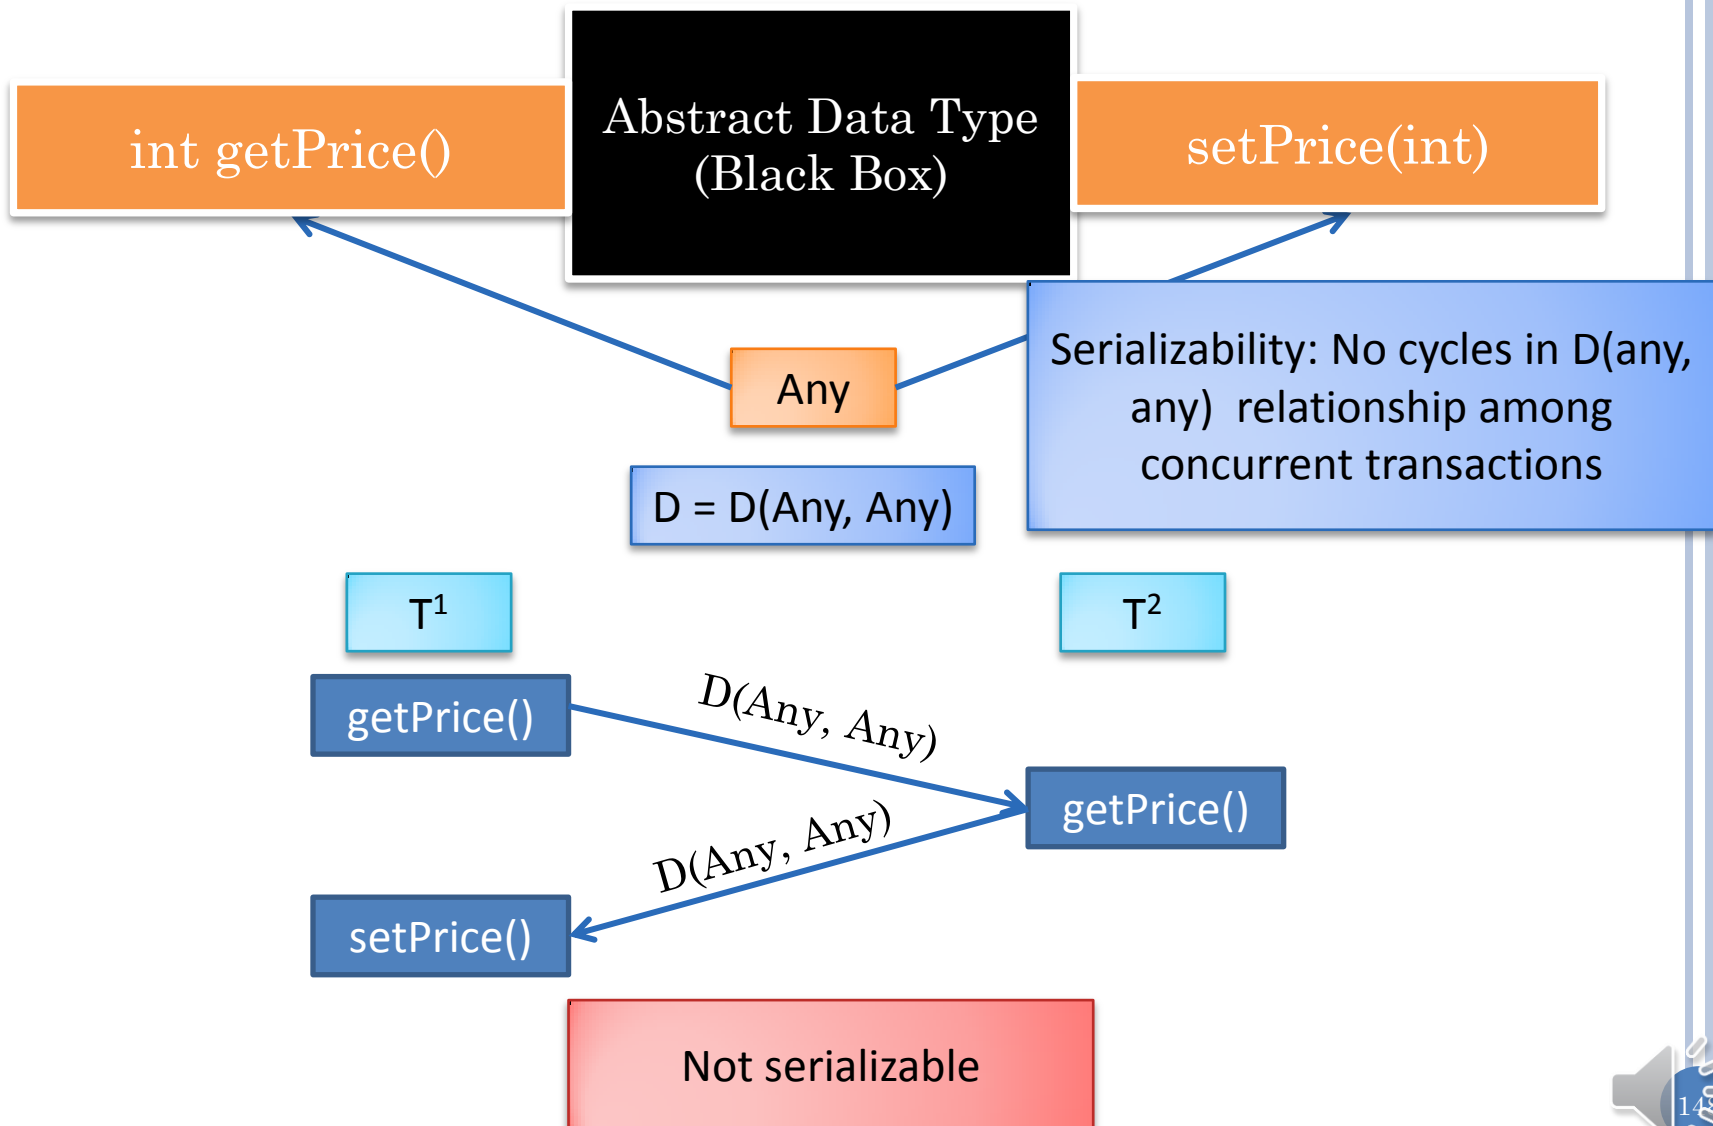 int getPrice()
Abstract Data Type
(Black Box)
setPrice(int)
Any
Serializability: No cycles in D(any,
any) relationship among
concurrent transactions
D = D(Any, Any)
T¹
T²
getPrice()
D(Any, Any)
getPrice()
D(Any, Any)
setPrice()
Not serializable